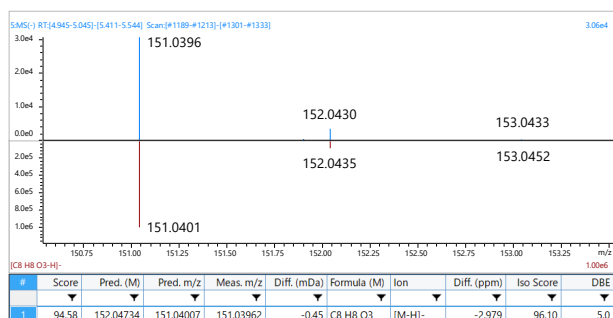 S:MS(-) RT:[4.945-5.045]-[5.411-5.544] Scan:[#1189-#1213]-[#1301-#1333] 3.06e4
3.0e4
151.0396
2.0e4
1.0e4
152.0430
153.0433
0.0e0
2.0e5
152.0435
153.0452
4.0e5
6.0e5
8.0e5
1.0e6
151.0401
150.75 151.00 151.25 151.50 151.75 152.00 152.25 152.50 152.75 153.00 153.25 m/z
[C8 H8 O3-H]- 1.00e6
# Score Pred. (M) Pred. m/z Meas. m/z Diff. (mDa) Formula (M) Ion Diff. (ppm) Iso Score DBE
1 94.58 152.04734 151.04007 151.03962 -0.45 C8 H8 O3 [M-H]- -2.979 96.10 5.0